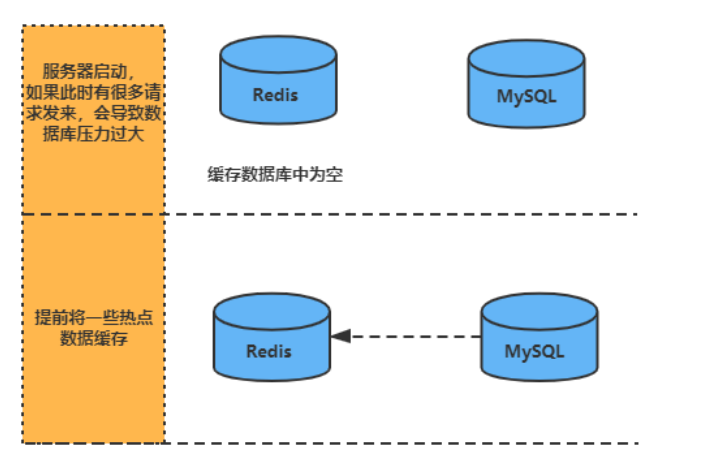 服务器启动，
如果此时有很多请
求发来，会导致数
据库压力过大
Redis
MySQL
缓存数据库中为空
提前将一些热点
数据缓存
Redis
MySQL